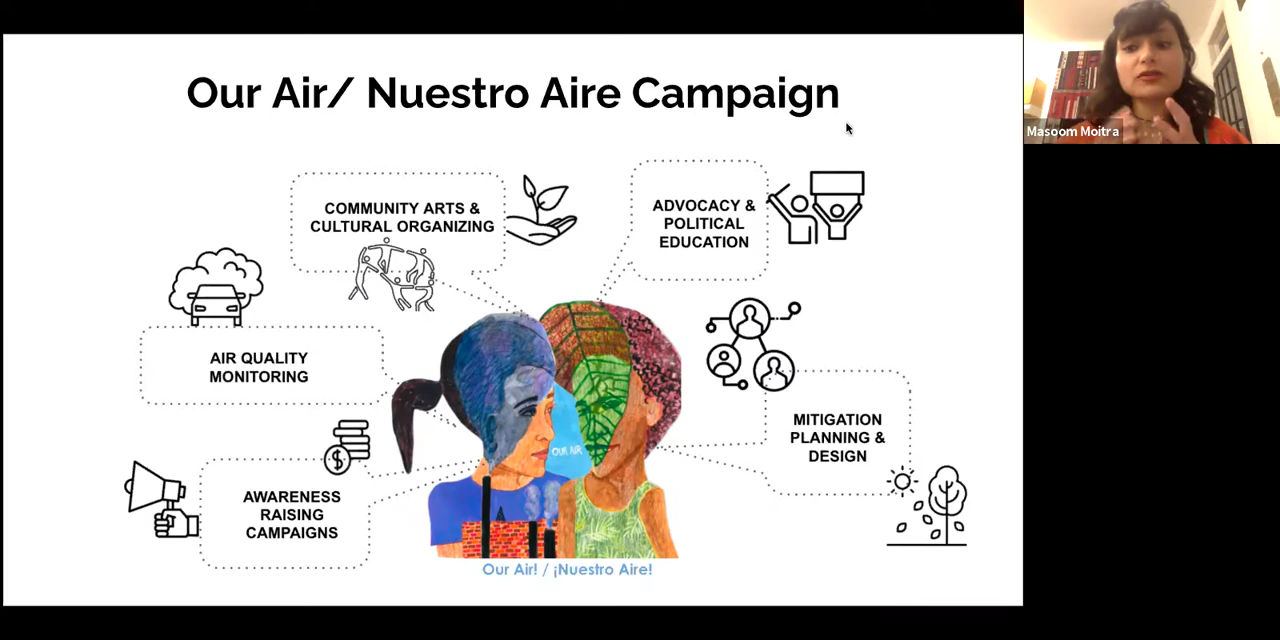 Our Air/ Nuestro Aire Campaign
Masoom Moitra
COMMUNITY ARTS &
CULTURAL ORGANIZING
ADVOCACY &
POLITICAL
EDUCATION
AIR QUALITY
MONITORING
MITIGATION
PLANNING &
DESIGN
OUR AIR
$
AWARENESS
RAISING
CAMPAIGNS
Our Air! / ¡Nuestro Aire!